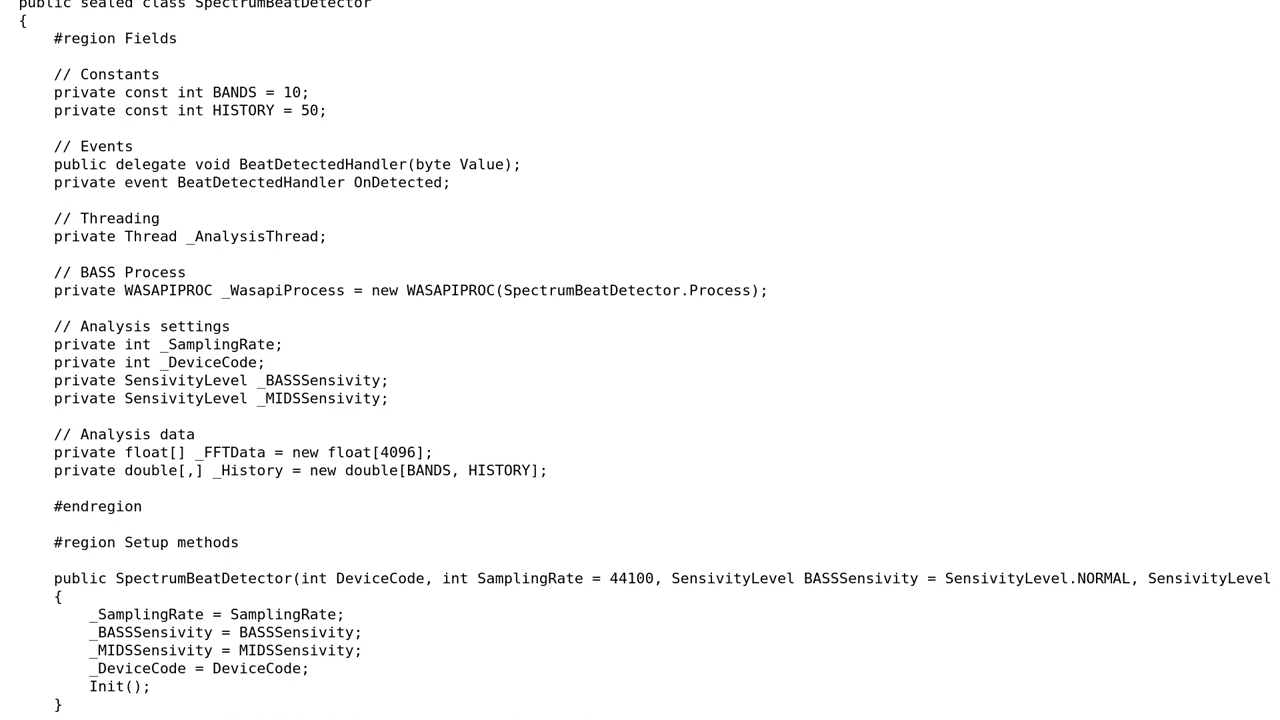 public sealed class SpectrumBeatDetector
{
    #region Fields

    // Constants
    private const int BANDS = 10;
    private const int HISTORY = 50;

    // Events
    public delegate void BeatDetectedHandler(byte Value);
    private event BeatDetectedHandler OnDetected;

    // Threading
    private Thread _AnalysisThread;

    // BASS Process
    private WASAPIPROC _WasapiProcess = new WASAPIPROC(SpectrumBeatDetector.Process);

    // Analysis settings
    private int _SamplingRate;
    private int _DeviceCode;
    private SensivityLevel _BASSSensivity;
    private SensivityLevel _MIDSSensivity;

    // Analysis data
    private float[] _FFTData = new float[4096];
    private double[,] _History = new double[BANDS, HISTORY];

    #endregion

    #region Setup methods

    public SpectrumBeatDetector(int DeviceCode, int SamplingRate = 44100, SensivityLevel BASSSensivity = SensivityLevel.NORMAL, SensivityLevel
    {
        _SamplingRate = SamplingRate;
        _BASSSensivity = BASSSensivity;
        _MIDSSensivity = MIDSSensivity;
        _DeviceCode = DeviceCode;
        Init();
    }